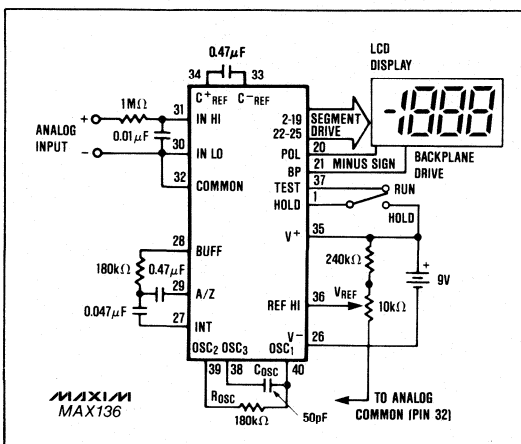 0.47µF
34 33
C+REF C-REF
LCD
DISPLAY
-1888
1MΩ
31
IN HI
+
ANALOG
INPUT
-
0.01µF
30
IN LO
32
COMMON
2-19
22-25
SEGMENT
DRIVE
20
POL
MINUS SIGN
21
BP
BACKPLANE
DRIVE
37
TEST
RUN
1
HOLD
HOLD
35
V+
240kΩ
+
9V
28
BUFF
180kΩ
0.47µF
29
A/Z
0.047µF
27
INT
36
REF HI
VREF
10kΩ
26
V-
OSC2 OSC3 OSC1
39 38 40
COSC
ROSC
50pF
180kΩ
TO ANALOG
COMMON (PIN 32)
MAXIM
MAX136